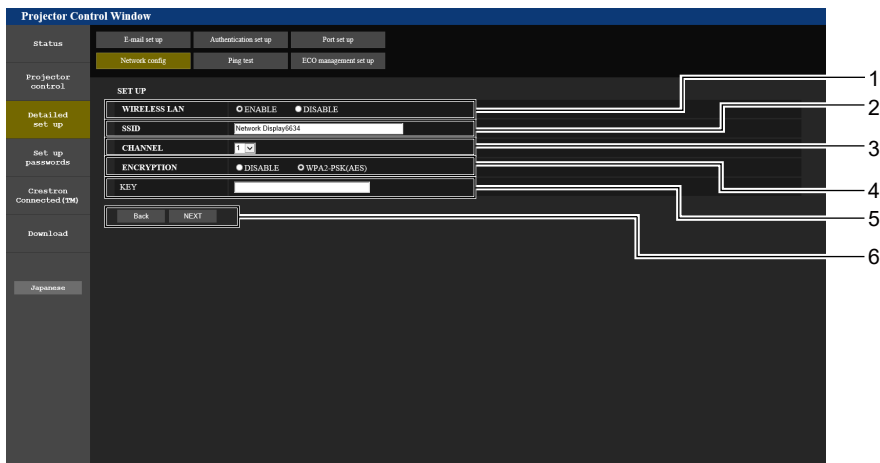 Projector Control Window
Status
Projector
control
Detailed
set up
Set up
passwords
Crestron
Connected(TM)
Download
Japanese
E-mail set up Authentication set up Port set up
Network config Ping test ECO management set up
SET UP
WIRELESS LAN ENABLE DISABLE
SSID Network Display6634
CHANNEL 1
ENCRYPTION DISABLE WPA2-PSK(AES)
KEY
Back NEXT
1
2
3
4
5
6